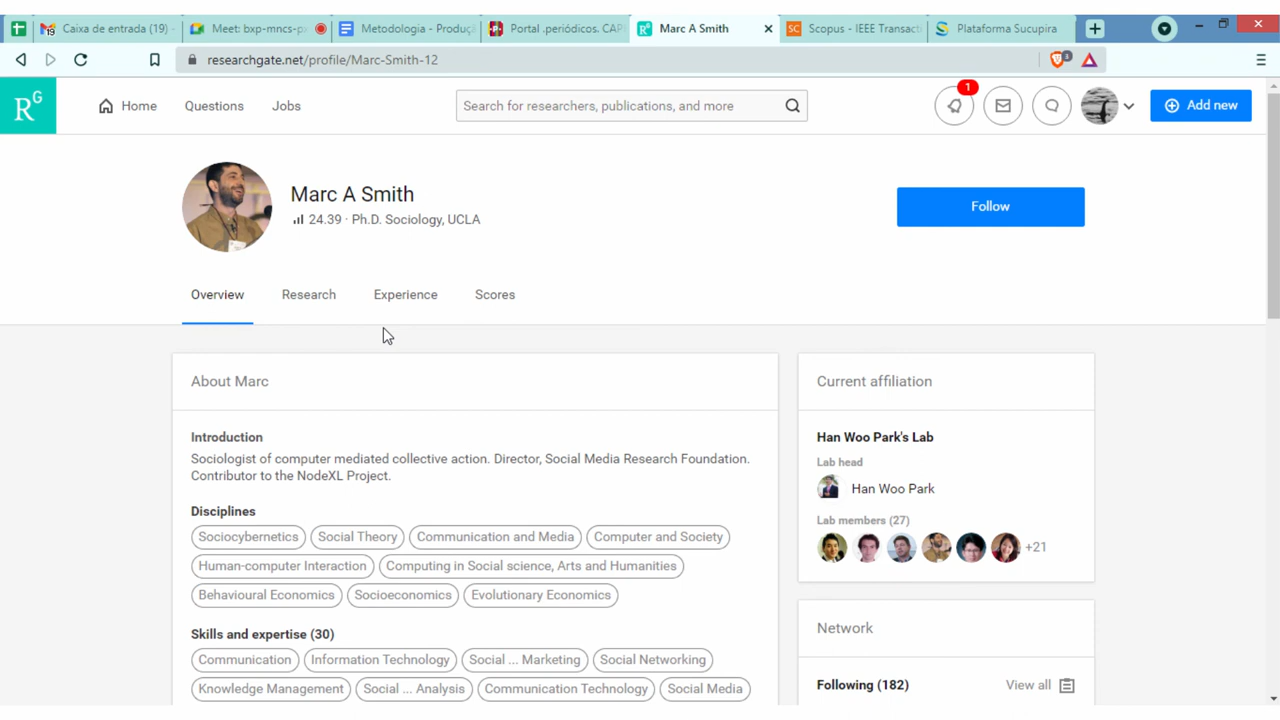 19
Caixa de entrada (19) -
Meet: bxp-mncs-p
Metodologia - Produç
Portal .periódicos. CAP
Marc A Smith
SC
Scopus - IEEE Transact
Plataforma Sucupira
researchgate.net/profile/Marc-Smith-12
1
RG
Home
Questions
Jobs
Search for researchers, publications, and more
1
Add new
Marc A Smith
24.39 · Ph.D. Sociology, UCLA
Follow
Overview
Research
Experience
Scores
About Marc
Introduction
Sociologist of computer mediated collective action. Director, Social Media Research Foundation.
Contributor to the NodeXL Project.
Disciplines
Sociocybernetics
Social Theory
Communication and Media
Computer and Society
Human-computer Interaction
Computing in Social science, Arts and Humanities
Behavioural Economics
Socioeconomics
Evolutionary Economics
Skills and expertise (30)
Communication
Information Technology
Social ... Marketing
Social Networking
Knowledge Management
Social ... Analysis
Communication Technology
Social Media
Current affiliation
Han Woo Park's Lab
Lab head
Han Woo Park
Lab members (27)
+21
Network
Following (182)
View all